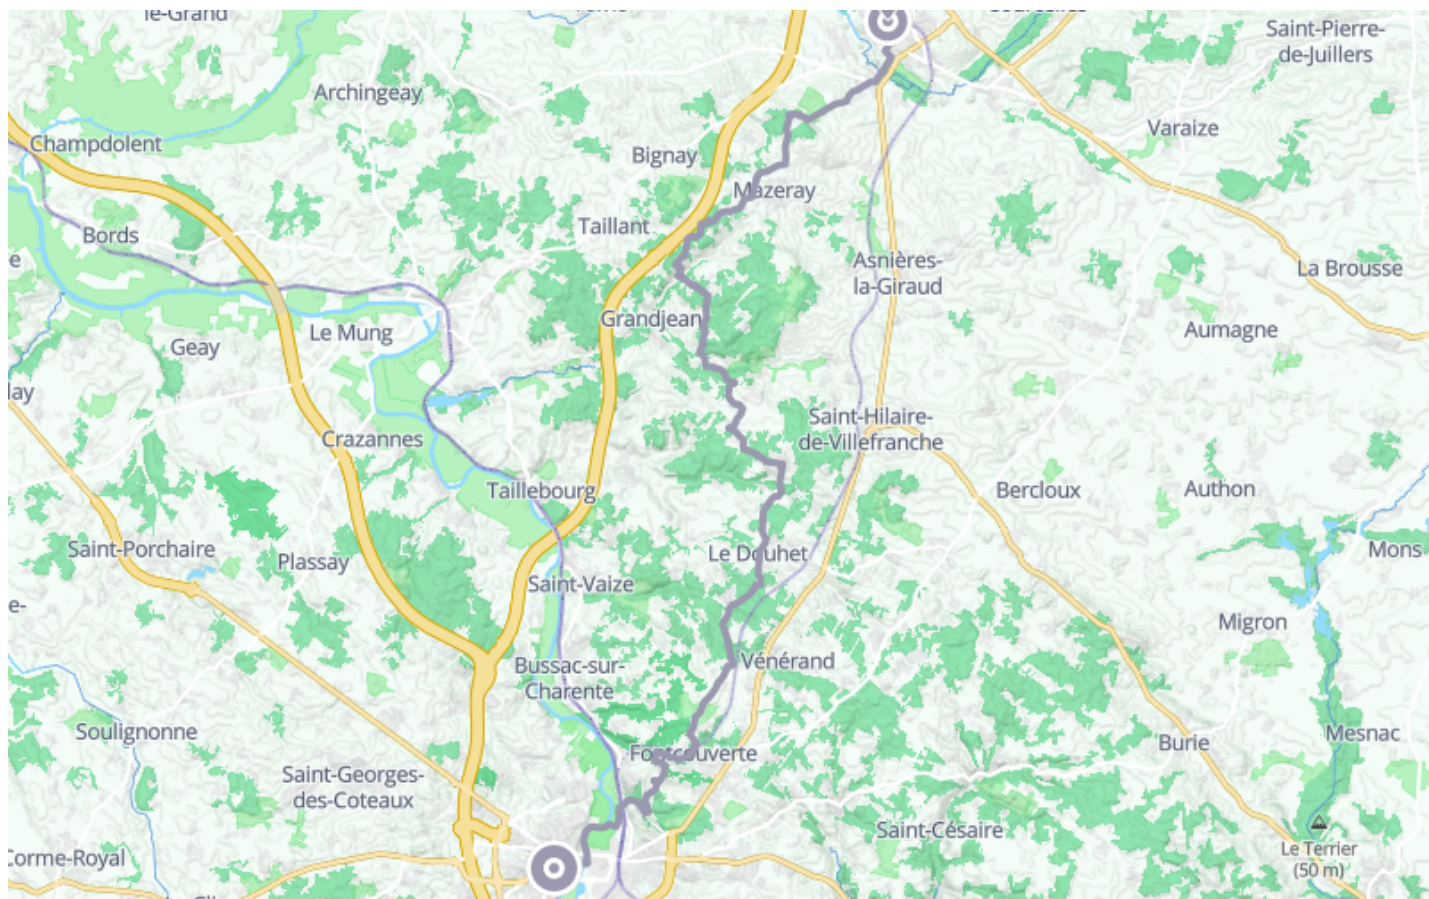 le-Grand
Saint-Pierre-
de-Juillers
Archingeay
Varaize
Champdolent
Bignay
Mazeray
Taillant
Bords
Asnières-
la-Giraud
La Brousse
Grandjean
Le Mung
Geay
Aumagne
Saint-Hilaire-
de-Villefranche
Crazannes
Taillebourg
Bercloux
Authon
Saint-Porchaire
Plassay
Le Douhet
Mons
Saint-Vaize
Migron
Bussac-sur-
Charente
Vénérand
Soulignonne
Fontcouverte
Burie
Mesnac
Saint-Georges-
des-Coteaux
Saint-Césaire
Le Terrier
(50 m)
Corme-Royal